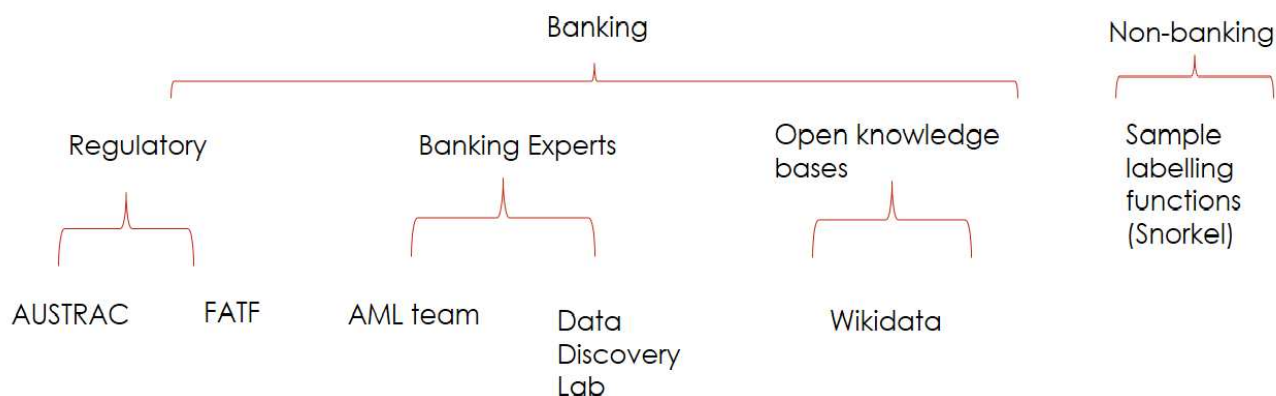 Banking
Non-banking
Regulatory
Banking Experts
Open knowledge
bases
Sample
labelling
functions
(Snorkel)
AUSTRAC
FATF
AML team
Data
Discovery
Lab
Wikidata